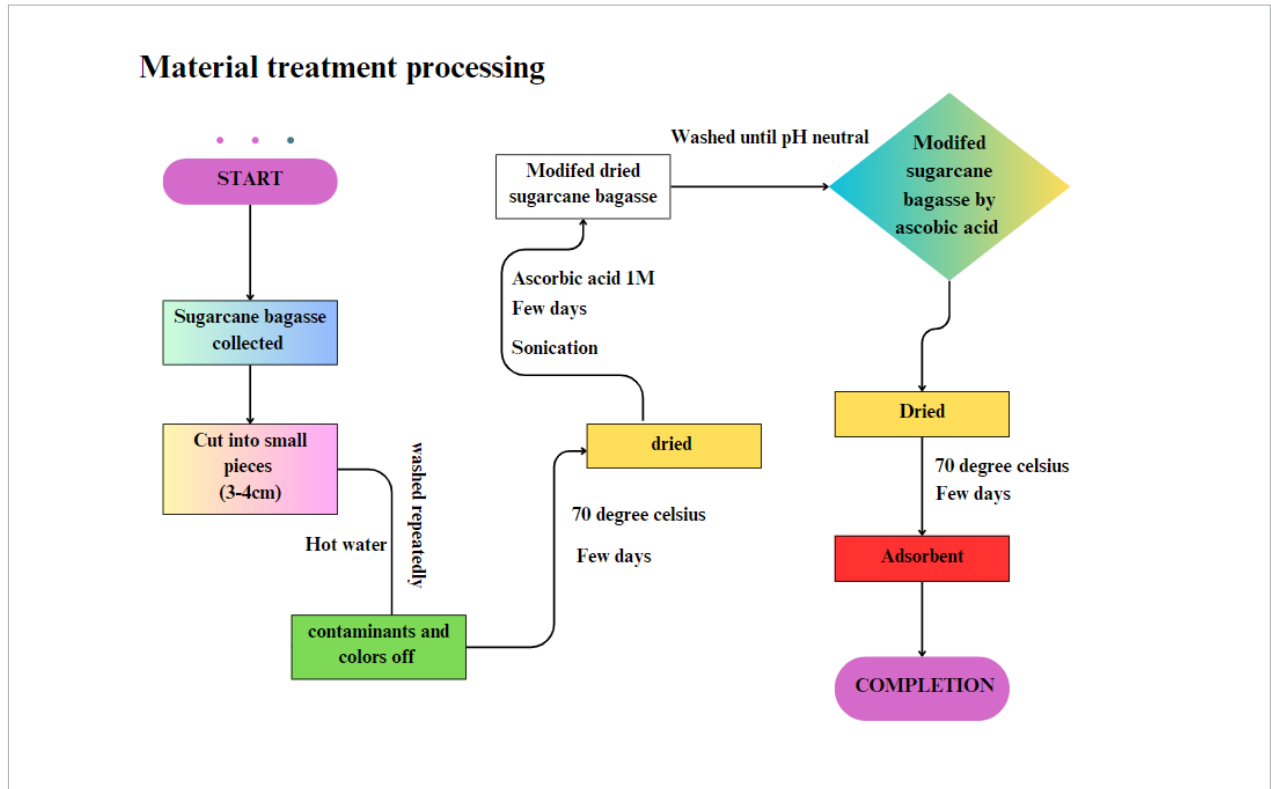 Material treatment processing
START
Sugarcane bagasse
collected
Cut into small
pieces
(3-4cm)
Hot water
washed repeatedly
contaminants and
colors off
70 degree celsius
Few days
dried
Ascorbic acid 1M
Few days
Sonication
Modifed dried
sugarcane bagasse
Washed until pH neutral
Modifed
sugarcane
bagasse by
ascobic acid
Dried
70 degree celsius
Few days
Adsorbent
COMPLETION